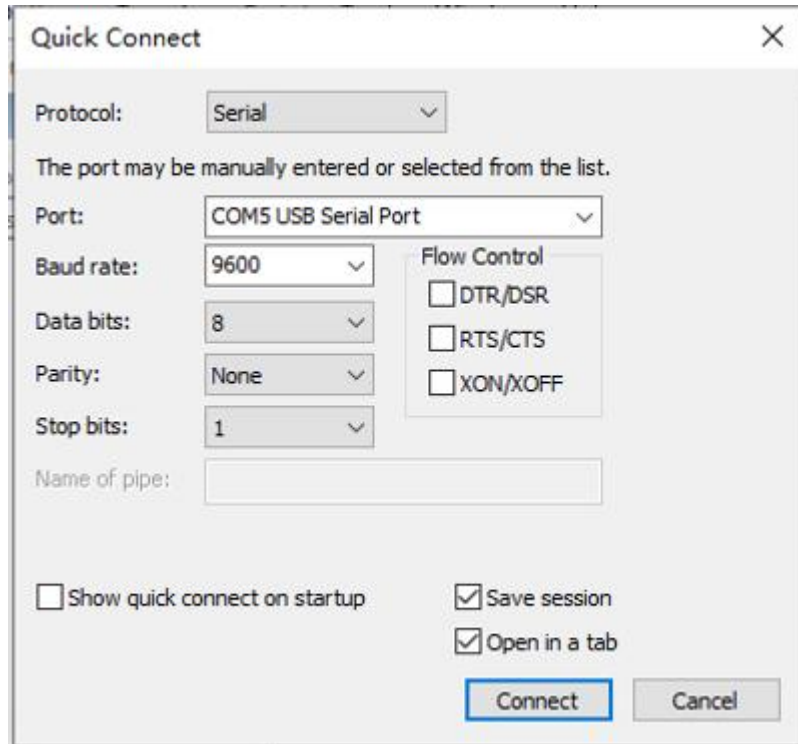 Quick Connect
Protocol: Serial
The port may be manually entered or selected from the list.
Port: COM5 USB Serial Port
Baud rate: 9600
Flow Control
DTR/DSR
Data bits: 8
RTS/CTS
Parity: None
XON/XOFF
Stop bits: 1
Name of pipe:
Show quick connect on startup
Save session
Open in a tab
Connect
Cancel